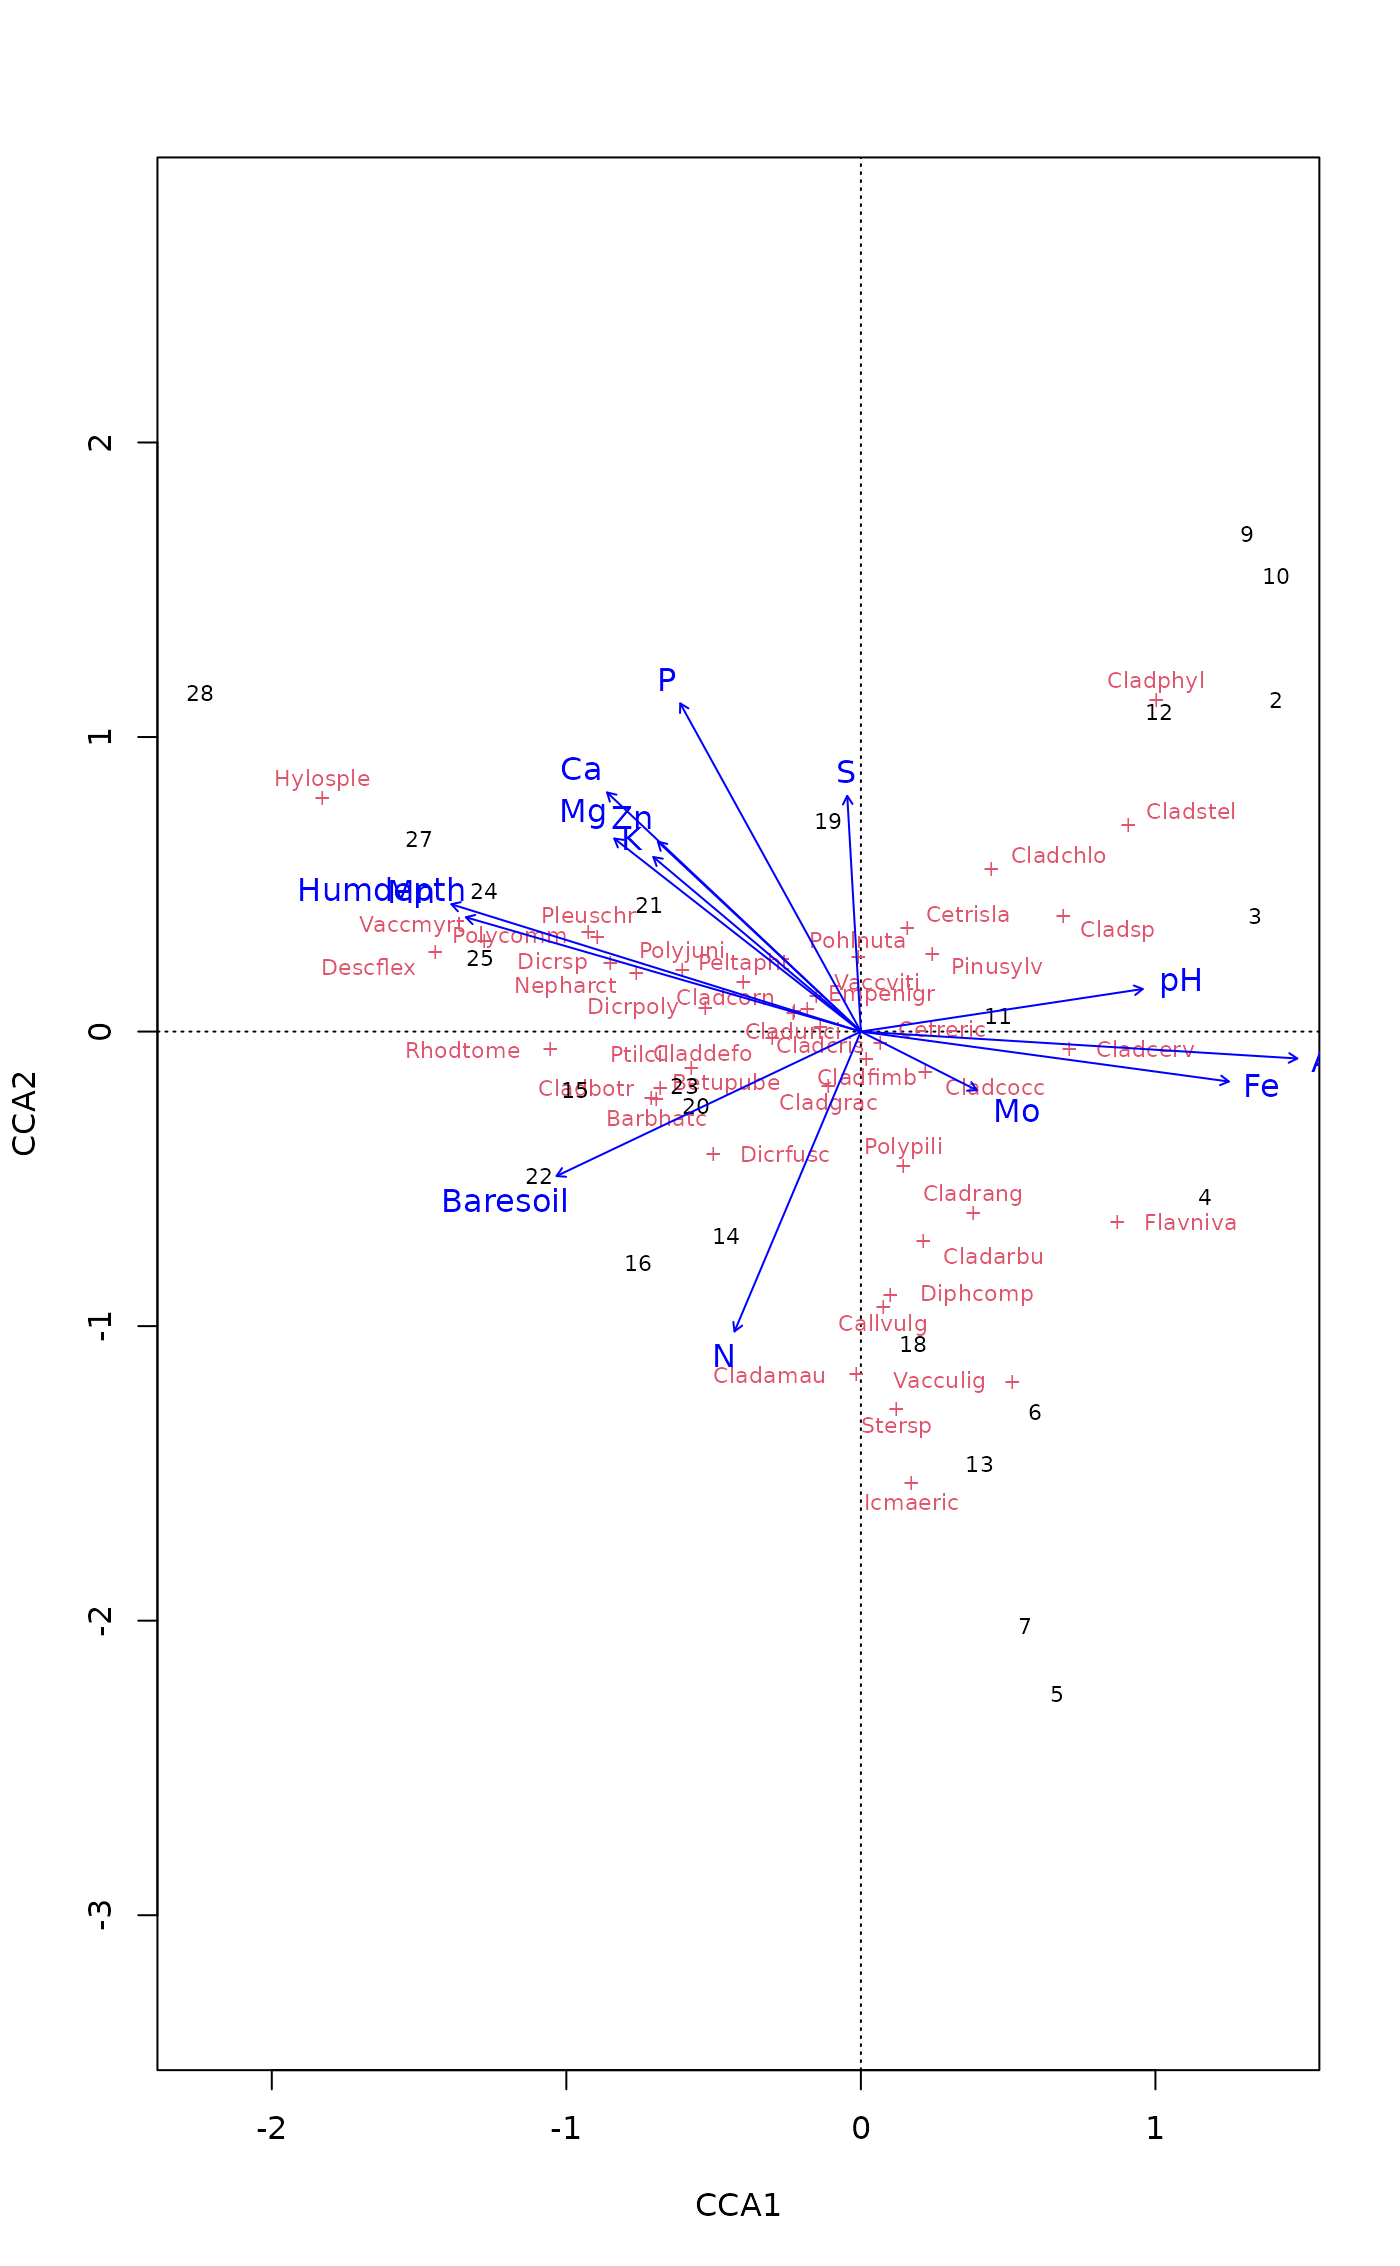 9
10
P
Cladphyl
28
2
12
Ca
S
Hylosple
Mg
Zn
19
Cladstel
K
27
Cladchlo
Humdepth
Mn
24
21
Pleuschr
Cetrisla
3
Vaccmyrt
Polycomm
Pohlnuta
Cladsp
Polyjuni
25
Dicrsp
Peltapht
Descflex
Pinusylv
pH
Nepharct
Vaccviti
Cladcorn
Empenigr
Dicrpoly
11
Cladunci
Cetreric
Rhodtome
Ptilcili
Claddefo
Cladcris
Cladcerv
Cladbotr
15
23
Betupube
Cladfimb
Cladcocc
Fe
20
Cladgrac
Mo
Barbhatc
Dicrfusc
Polypili
22
Baresoil
Cladrang
4
Flavniva
14
Cladarbu
16
Diphcomp
Callvulg
18
N
Cladamau
Vacculig
6
Stersp
13
Icmaeric
7
5
2
1
0
-1
-2
-3
CCA2
-2
-1
0
1
CCA1